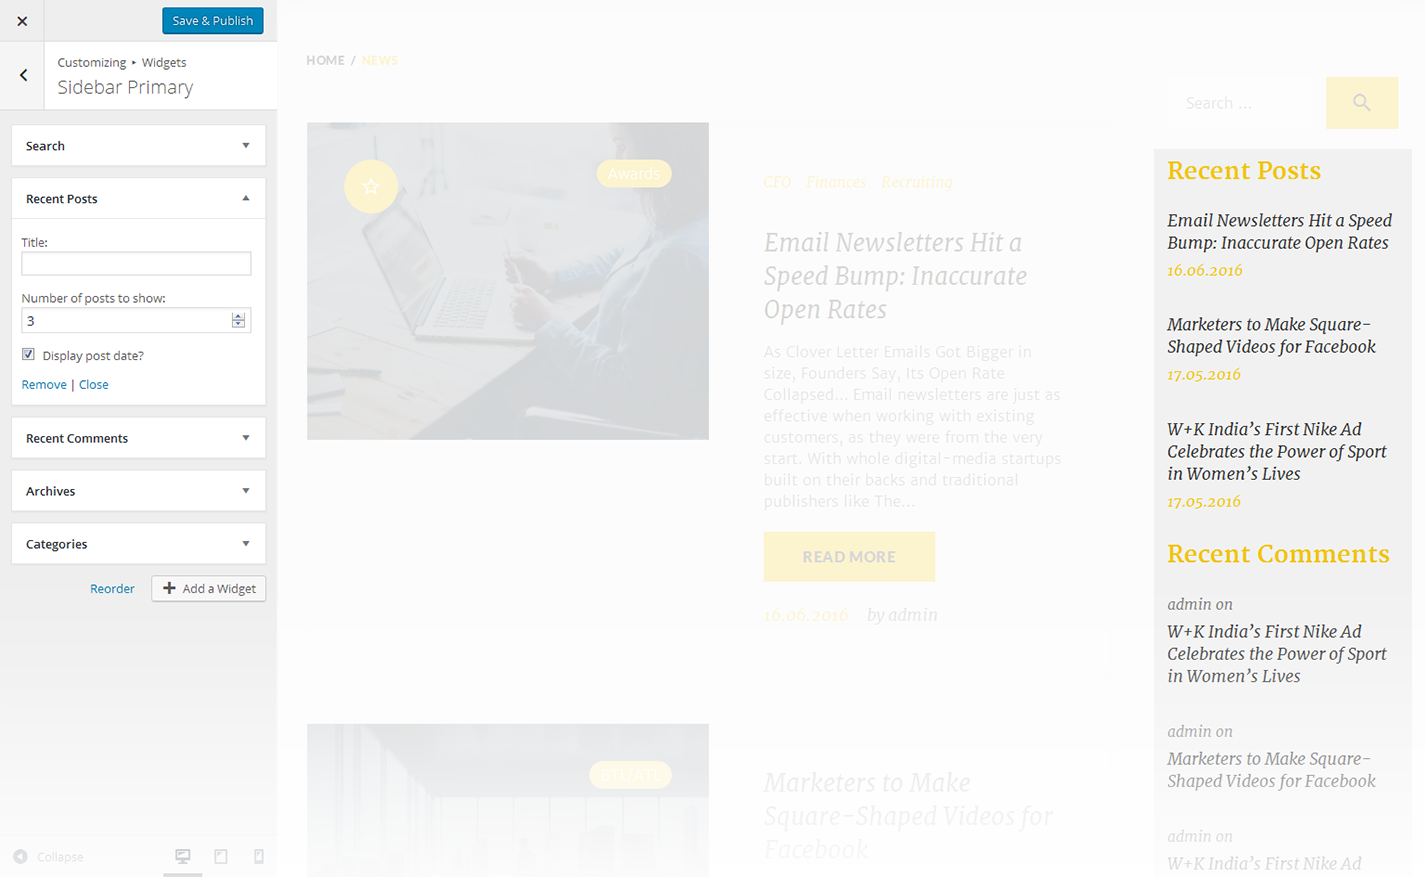 Save & Publish
Customizing ▸ Widgets
Sidebar Primary
Search
Recent Posts
Title:
Number of posts to show:
3
Display post date?
Remove | Close
Recent Comments
Archives
Categories
Reorder
Add a Widget
Collapse
HOME / NEWS
Awards
CFO Finances Recruiting
Email Newsletters Hit a
Speed Bump: Inaccurate
Open Rates
As Clover Letter Emails Got Bigger in
size, Founders Say, Its Open Rate
Collapsed... Email newsletters are just as
effective when working with existing
customers, as they were from the very
start. With whole digital-media startups
built on their backs and traditional
publishers like The...
READ MORE
16.06.2016 by admin
BTL/ATL
Marketers to Make
Square-Shaped Videos for
Facebook
Search ...
Recent Posts
Email Newsletters Hit a Speed
Bump: Inaccurate Open Rates
16.06.2016
Marketers to Make Square-
Shaped Videos for Facebook
17.05.2016
W+K India’s First Nike Ad
Celebrates the Power of Sport
in Women’s Lives
17.05.2016
Recent Comments
admin on
W+K India’s First Nike Ad
Celebrates the Power of Sport
in Women’s Lives
admin on
Marketers to Make Square-
Shaped Videos for Facebook
admin on
W+K India’s First Nike Ad